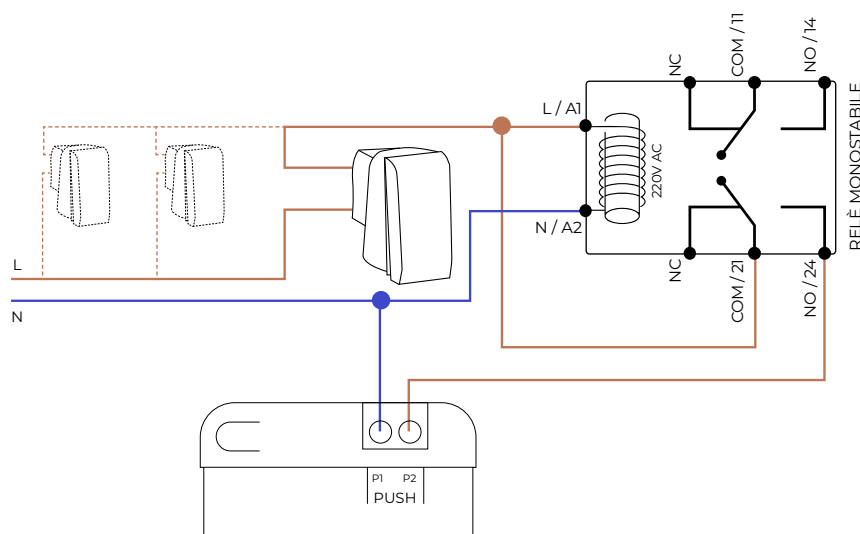 NC
COM / 11
NO / 14
L / A1
220V AC
RELÈ MONOSTABILE
N / A2
L
N
NC
COM / 21
NO / 24
P1 P2
PUSH